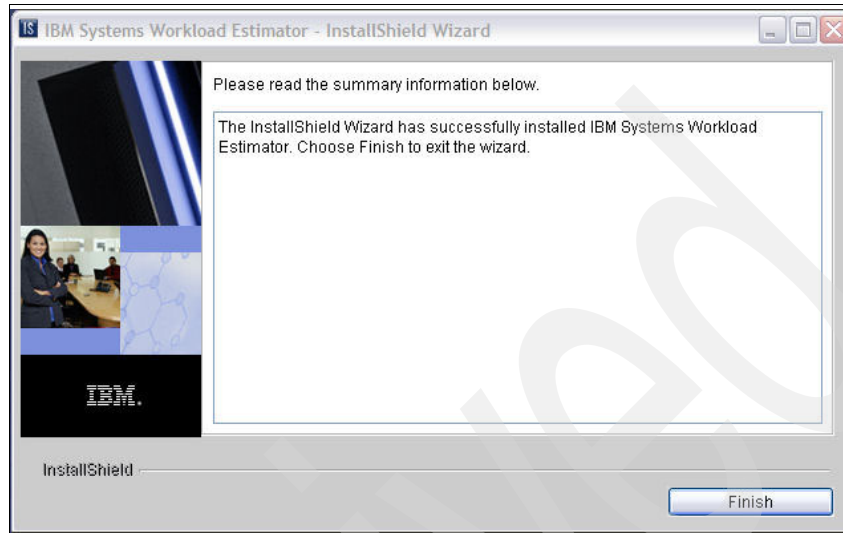 IS IBM Systems Workload Estimator - InstallShield Wizard
Please read the summary information below.
The InstallShield Wizard has successfully installed IBM Systems Workload
Estimator. Choose Finish to exit the wizard.
IBM.
InstallShield
Finish